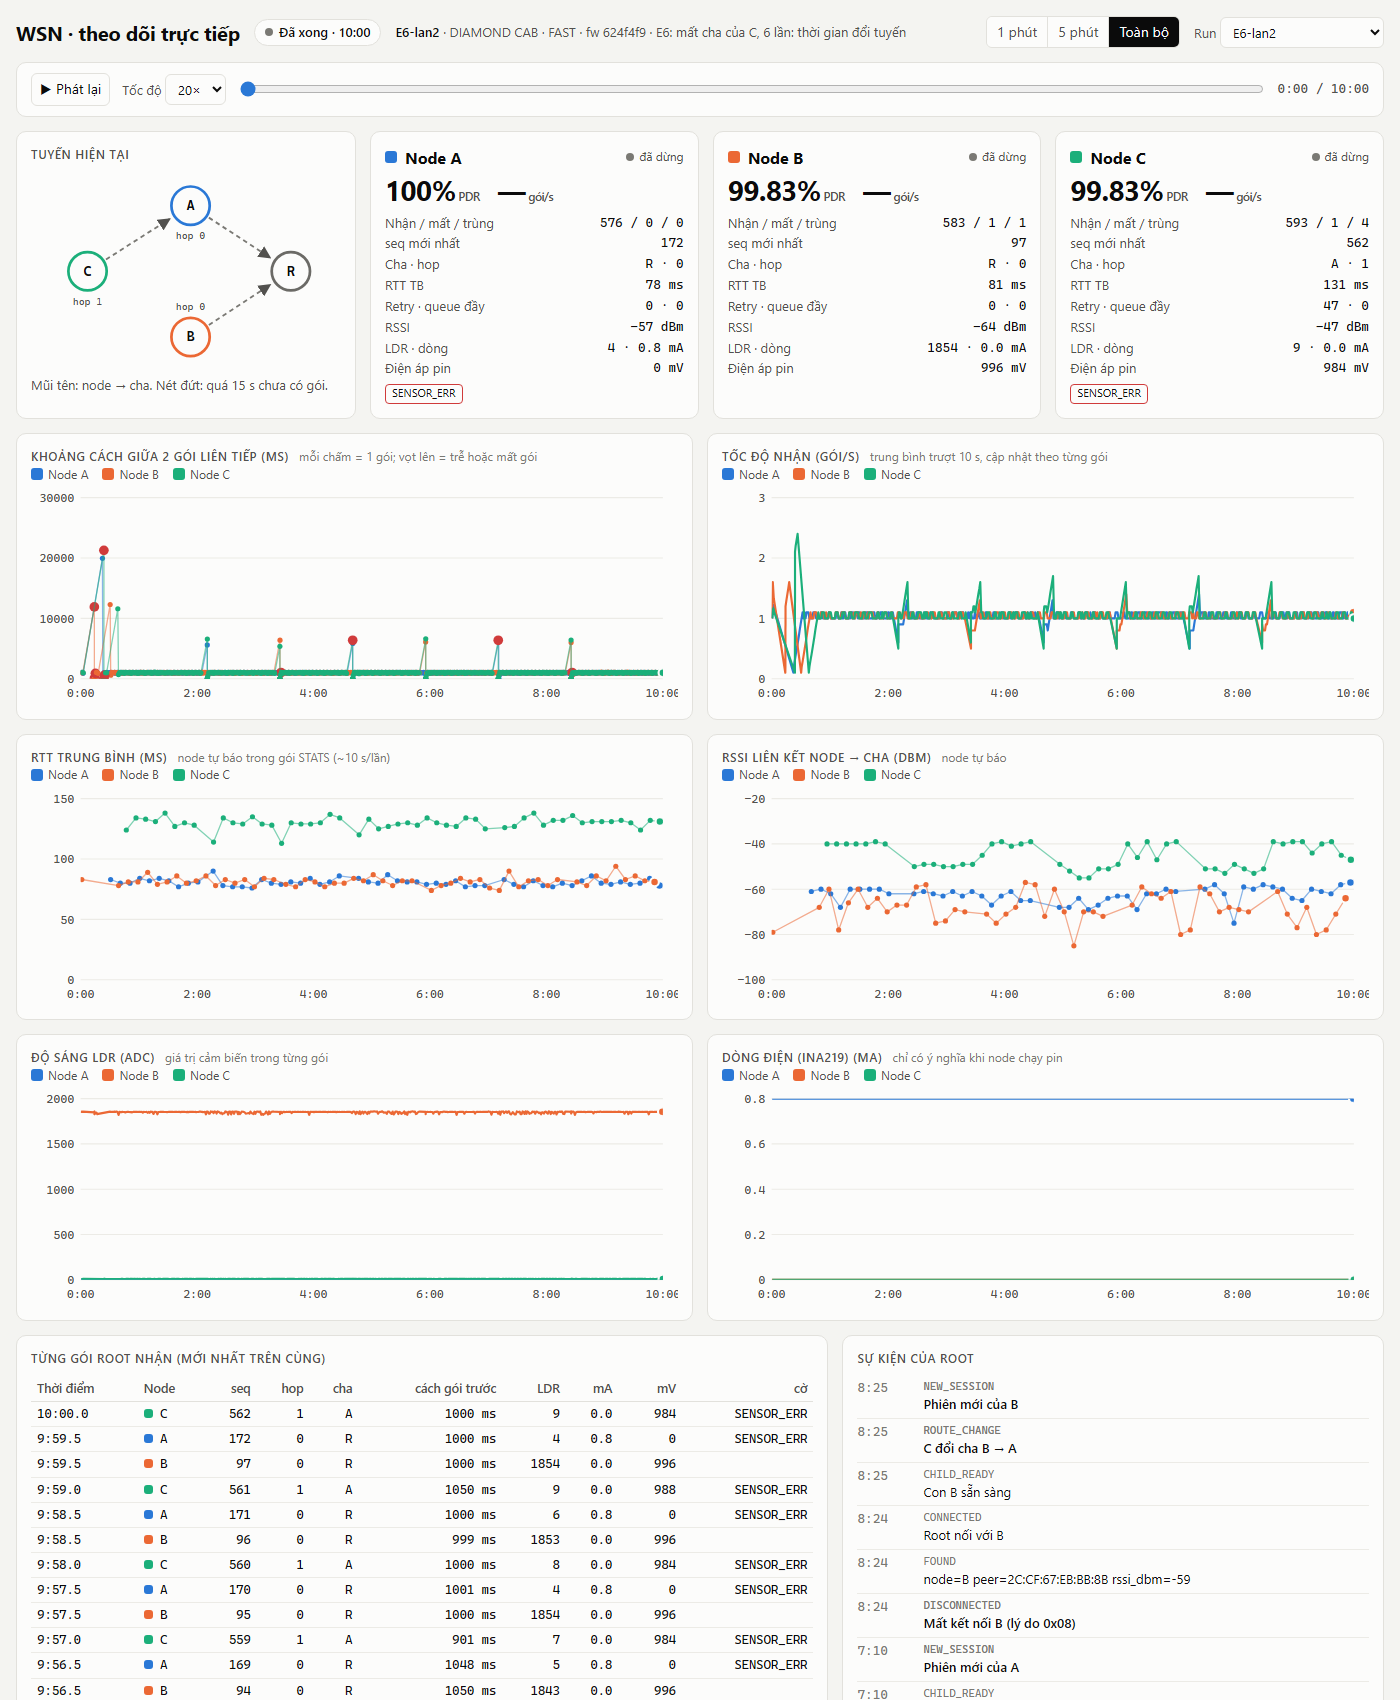 WSN · theo dõi trực tiếp
Đã xong · 10:00
E6-lan2 · DIAMOND CAB · FAST · fw 624f4f9 · E6: mất cha của C, 6 lần: thời gian đổi tuyến
1 phút
5 phút
Toàn bộ
Run
E6-lan2
▶ Phát lại
Tốc độ
20×
0:00 / 10:00
TUYẾN HIỆN TẠI
A
hop 0
C
hop 1
R
hop 0
B
Mũi tên: node → cha. Nét đứt: quá 15 s chưa có gói.
Node A
đã dừng
100% PDR — gói/s
Nhận / mất / trùng 576 / 0 / 0
seq mới nhất 172
Cha · hop R · 0
RTT TB 78 ms
Retry · queue đầy 0 · 0
RSSI −57 dBm
LDR · dòng 4 · 0.8 mA
Điện áp pin 0 mV
SENSOR_ERR
Node B
đã dừng
99.83% PDR — gói/s
Nhận / mất / trùng 583 / 1 / 1
seq mới nhất 97
Cha · hop R · 0
RTT TB 81 ms
Retry · queue đầy 0 · 0
RSSI −64 dBm
LDR · dòng 1854 · 0.0 mA
Điện áp pin 996 mV
Node C
đã dừng
99.83% PDR — gói/s
Nhận / mất / trùng 593 / 1 / 4
seq mới nhất 562
Cha · hop A · 1
RTT TB 131 ms
Retry · queue đầy 47 · 0
RSSI −47 dBm
LDR · dòng 9 · 0.0 mA
Điện áp pin 984 mV
SENSOR_ERR
KHOẢNG CÁCH GIỮA 2 GÓI LIÊN TIẾP (MS) mỗi chấm = 1 gói; vọt lên = trễ hoặc mất gói
Node A Node B Node C
30000
20000
10000
0
0:00 2:00 4:00 6:00 8:00 10:00
TỐC ĐỘ NHẬN (GÓI/S) trung bình trượt 10 s, cập nhật theo từng gói
Node A Node B Node C
3
2
1
0
0:00 2:00 4:00 6:00 8:00 10:00
RTT TRUNG BÌNH (MS) node tự báo trong gói STATS (~10 s/lần)
Node A Node B Node C
150
100
50
0
0:00 2:00 4:00 6:00 8:00 10:00
RSSI LIÊN KẾT NODE → CHA (DBM) node tự báo
Node A Node B Node C
−20
−40
−60
−80
−100
0:00 2:00 4:00 6:00 8:00 10:00
ĐỘ SÁNG LDR (ADC) giá trị cảm biến trong từng gói
Node A Node B Node C
2000
1500
1000
500
0
0:00 2:00 4:00 6:00 8:00 10:00
DÒNG ĐIỆN (INA219) (MA) chỉ có ý nghĩa khi node chạy pin
Node A Node B Node C
0.8
0.6
0.4
0.2
0
0:00 2:00 4:00 6:00 8:00 10:00
TỪNG GÓI ROOT NHẬN (MỚI NHẤT TRÊN CÙNG)
Thời điểm Node seq hop cha cách gói trước LDR mA mV cờ
10:00.0 C 562 1 A 1000 ms 9 0.0 984 SENSOR_ERR
9:59.5 A 172 0 R 1000 ms 4 0.8 0 SENSOR_ERR
9:59.5 B 97 0 R 1000 ms 1854 0.0 996
9:59.0 C 561 1 A 1050 ms 9 0.0 988 SENSOR_ERR
9:58.5 A 171 0 R 1000 ms 6 0.8 0 SENSOR_ERR
9:58.5 B 96 0 R 999 ms 1853 0.0 996
9:58.0 C 560 1 A 1000 ms 8 0.0 984 SENSOR_ERR
9:57.5 A 170 0 R 1001 ms 4 0.8 0 SENSOR_ERR
9:57.5 B 95 0 R 1000 ms 1854 0.0 996
9:57.0 C 559 1 A 901 ms 7 0.0 984 SENSOR_ERR
9:56.5 A 169 0 R 1048 ms 5 0.8 0 SENSOR_ERR
9:56.5 B 94 0 R 1050 ms 1843 0.0 996
SỰ KIỆN CỦA ROOT
8:25 NEW_SESSION
Phiên mới của B
8:25 ROUTE_CHANGE
C đổi cha B → A
8:25 CHILD_READY
Con B sẵn sàng
8:24 CONNECTED
Root nối với B
8:24 FOUND
node=B peer=2C:CF:67:EB:BB:8B rssi_dbm=-59
8:24 DISCONNECTED
Mất kết nối B (lý do 0x08)
7:10 NEW_SESSION
Phiên mới của A
7:10 CHILD_READY